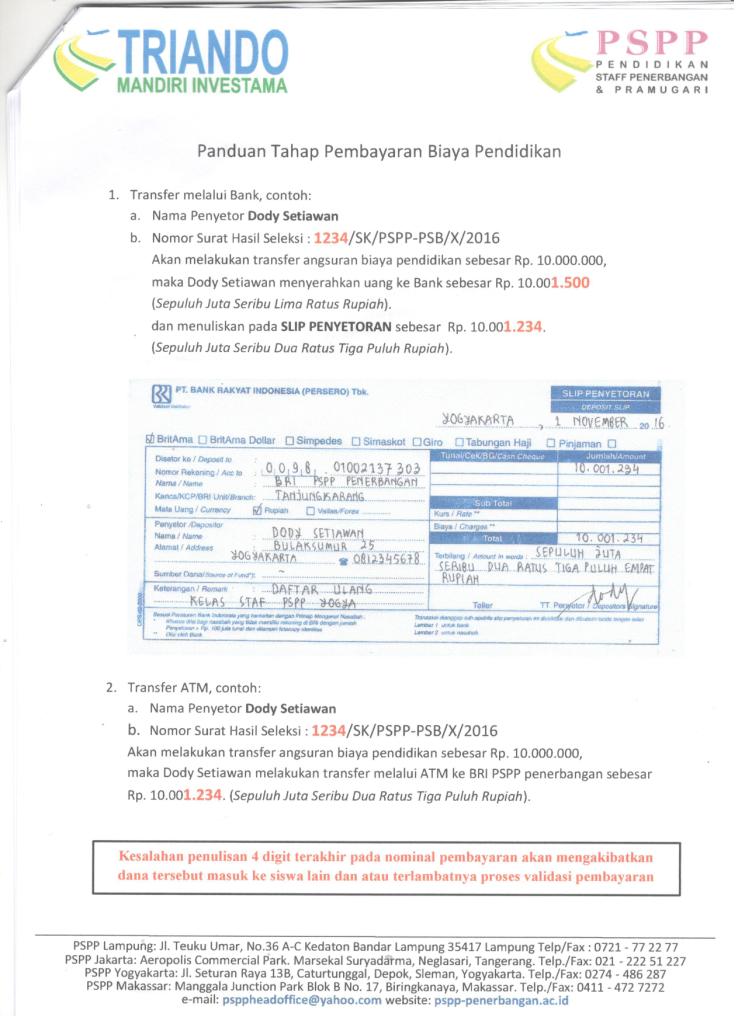 TRIANDO
MANDIRI INVESTAMA
PSPP
PENDIDIKAN
STAFF PENERBANGAN
& PRAMUGARI
Panduan Tahap Pembayaran Biaya Pendidikan
1. Transfer melalui Bank, contoh:
a. Nama Penyetor Dody Setiawan
b. Nomor Surat Hasil Seleksi : 1234/SK/PSPP-PSB/X/2016
Akan melakukan transfer angsuran biaya pendidikan sebesar Rp. 10.000.000,
maka Dody Setiawan menyerahkan uang ke Bank sebesar Rp. 10.001.500
(Sepuluh Juta Seribu Lima Ratus Rupiah).
dan menuliskan pada SLIP PENYETORAN sebesar Rp. 10.001.234.
(Sepuluh Juta Seribu Dua Ratus Tiga Puluh Rupiah).
PT. BANK RAKYAT INDONESIA (PERSERO) Tbk.
SLIP PENYETORAN
DEPOSIT SLIP
YOGYAKARTA, 1 NOVEMBER 2016
BritAma BritAma Dollar Simpedes Simaskot Giro Tabungan Haji Pinjaman
Disetor ke / Deposit to :
Tunai/Cek/BG/Cash Cheque Jumlah/Amount
Nomor Rekening / Acc to : 0098. 01002137303
10.001.234
Nama / Name : BRI PSPP PENERBANGAN
Kanca/KCP/BRI Unit/Branch: TANJUNGKARANG
Sub Total
Mata Uang / Currency Rupiah Vallas/Forex
Kurs / Rate **
Penyetor / Depositor
Biaya / Charges **
Nama / Name : DODY SETIAWAN
Total 10.001.234
Alamat / Address : BULAKSUMUR 25
YOGYAKARTA ☎ 0812345678
Terbilang / Amount in words : SEPULUH JUTA
SERIBU DUA RATUS TIGA PULUH EMPAT
RUPIAH
Sumber Dana/(source of Fund*): ~
Keterangan / Remark : DAFTAR ULANG
KELAS STAF PSPP YOGYA
dody
Teller TT. Penyetor / Depositors Signature
Lembar 1 untuk bank
Lembar 2 untuk nasabah
2. Transfer ATM, contoh:
a. Nama Penyetor Dody Setiawan
b. Nomor Surat Hasil Seleksi : 1234/SK/PSPP-PSB/X/2016
Akan melakukan transfer angsuran biaya pendidikan sebesar Rp. 10.000.000,
maka Dody Setiawan melakukan transfer melalui ATM ke BRI PSPP penerbangan sebesar
Rp. 10.001.234. (Sepuluh Juta Seribu Dua Ratus Tiga Puluh Rupiah).
Kesalahan penulisan 4 digit terakhir pada nominal pembayaran akan mengakibatkan
dana tersebut masuk ke siswa lain dan atau terlambatnya proses validasi pembayaran
PSPP Lampung: Jl. Teuku Umar, No.36 A-C Kedaton Bandar Lampung 35417 Lampung Telp/Fax : 0721 - 77 22 77
PSPP Jakarta: Aeropolis Commercial Park. Marsekal Suryadarma, Neglasari, Tangerang. Telp./Fax: 021 - 222 51 227
PSPP Yogyakarta: Jl. Seturan Raya 13B, Caturtunggal, Depok, Sleman, Yogyakarta. Telp./Fax: 0274 - 486 287
PSPP Makassar: Manggala Junction Park Blok B No. 17, Biringkanaya, Makassar. Telp./Fax: 0411 - 472 7272
e-mail: psppheadoffice@yahoo.com website: pspp-penerbangan.ac.id